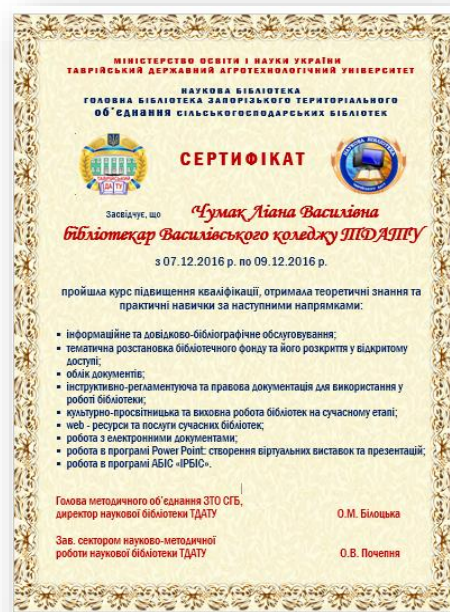 МІНІСТЕРСТВО ОСВІТИ І НАУКИ УКРАЇНИ
ТАВРІЙСЬКИЙ ДЕРЖАВНИЙ АГРОТЕХНОЛОГІЧНИЙ УНІВЕРСИТЕТ
НАУКОВА БІБЛІОТЕКА
ГОЛОВНА БІБЛІОТЕКА ЗАПОРІЗЬКОГО ТЕРИТОРІАЛЬНОГО
об'єднання СІЛЬСЬКОГОСПОДАРСЬКИХ БІБЛІОТЕК
СЕРТИФІКАТ
ТАВРІЙСЬКИЙ
ДА ТУ
НАУКОВА БІБЛІОТЕКА
Засвідчує, що Чумак Ліана Василівна
бібліотекар Василівського коледжу ТДАТУ
з 07.12.2016 р. по 09.12.2016 р.
пройшла курс підвищення кваліфікації, отримала теоретичні знання та
практичні навички за наступними напрямками:
▪ інформаційне та довідково-бібліографічне обслуговування;
▪ тематична розстановка бібліотечного фонду та його розкриття у відкритому
доступі;
▪ облік документів;
▪ інструктивно-регламентуюча та правова документація для використання у
роботі бібліотеки;
▪ культурно-просвітницька та виховна робота бібліотек на сучасному етапі;
▪ web - ресурси та послуги сучасних бібліотек;
▪ робота з електронними документами;
▪ робота в програмі Power Point: створення віртуальних виставок та презентацій;
▪ робота в програмі АБІС «ІРБІС».
Голова методичного об'єднання ЗТО СГБ,
директор наукової бібліотеки ТДАТУ О.М. Білоцька
Зав. сектором науково-методичної
роботи наукової бібліотеки ТДАТУ О.В. Почепня